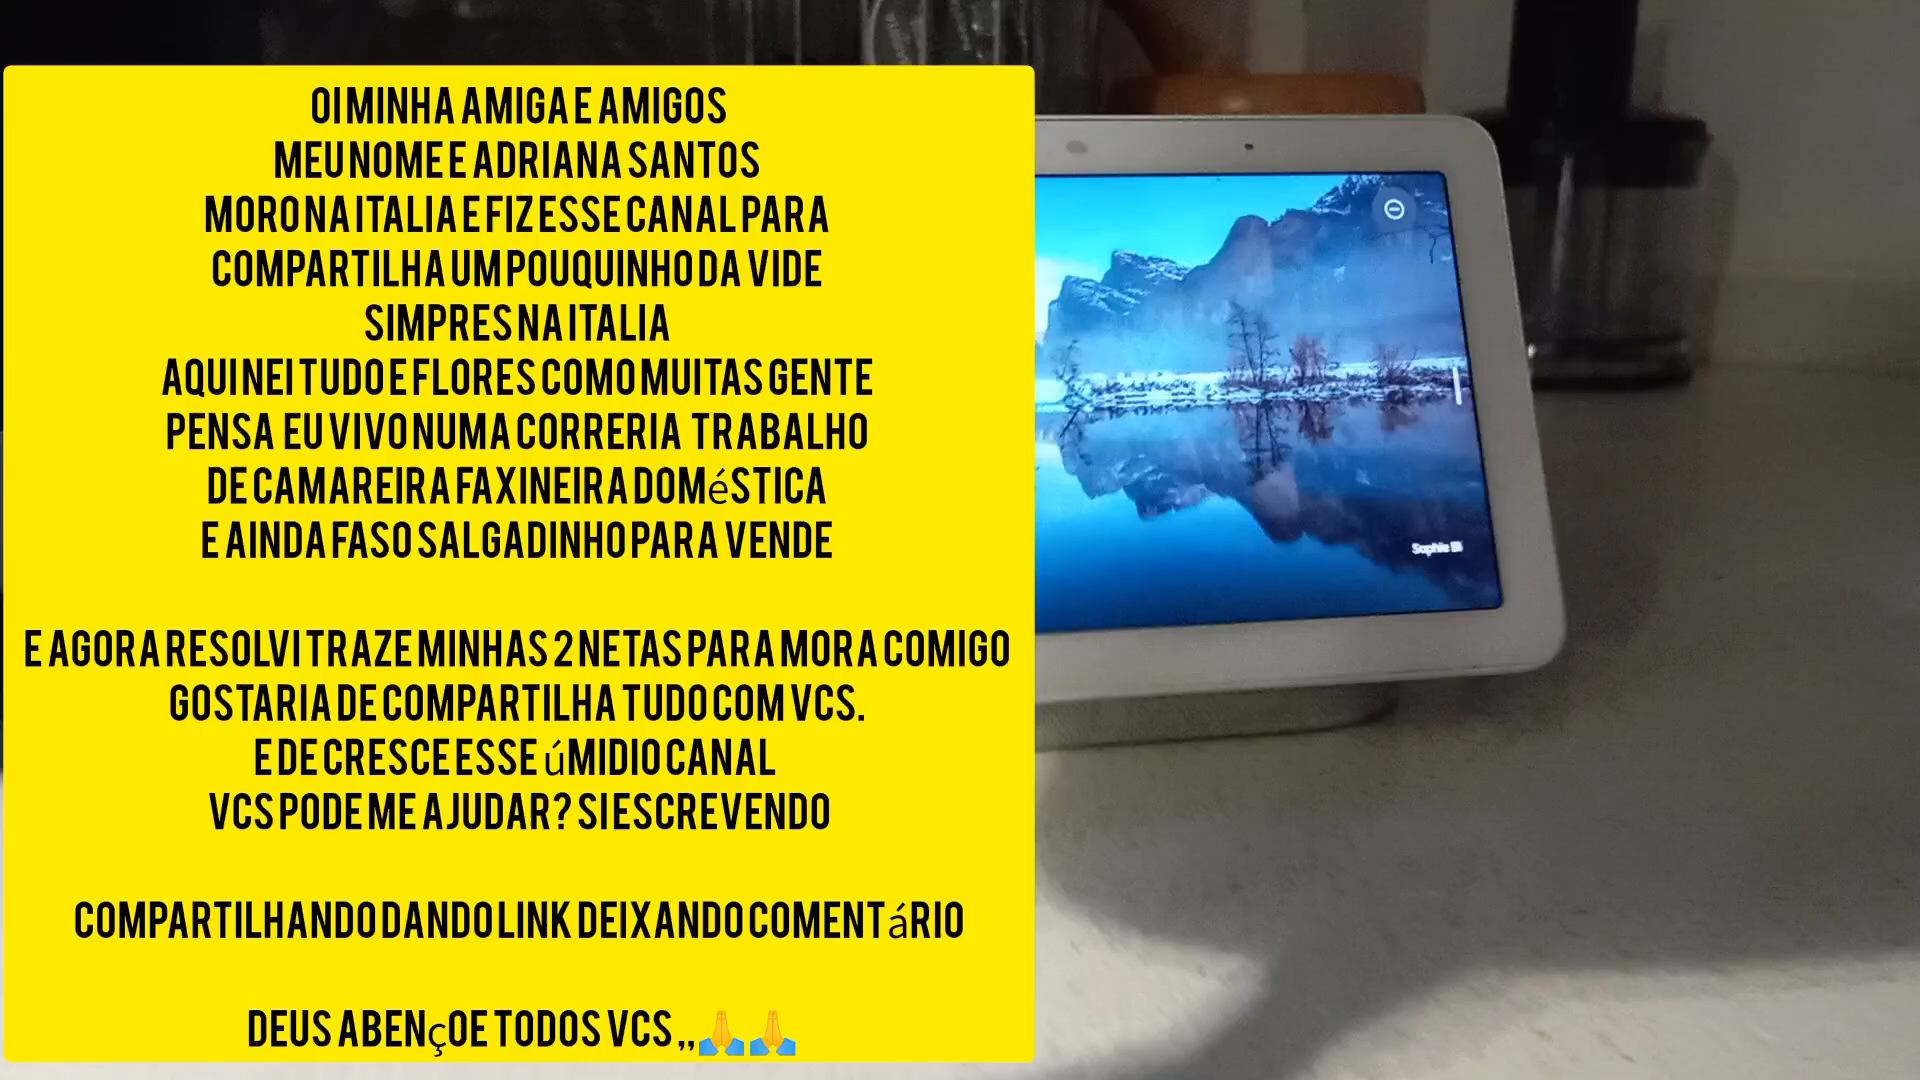 OI MINHA AMIGA E AMIGOS
MEU NOME E ADRIANA SANTOS
MORO NA ITALIA E FIZ ESSE CANAL PARA
COMPARTILHA UM POUQUINHO DA VIDE
SIMPRES NA ITALIA
AQUI NEI TUDO E FLORES COMO MUITAS GENTE
PENSA EU VIVO NUMA CORRERIA TRABALHO
DE CAMAREIRA FAXINEIRA DOMéSTICA
E AINDA FASO SALGADINHO PARA VENDE
E AGORA RESOLVI TRAZE MINHAS 2 NETAS PARA MORA COMIGO
GOSTARIA DE COMPARTILHA TUDO COM VCS.
E DE CRESCE ESSE úMIDIO CANAL
VCS PODE ME AJUDAR? SI ESCREVENDO
COMPARTILHANDO DANDO LINK DEIXANDO COMENTáRIO
DEUS ABENçOE TODOS VCS ,,🙏🙏
Sophie